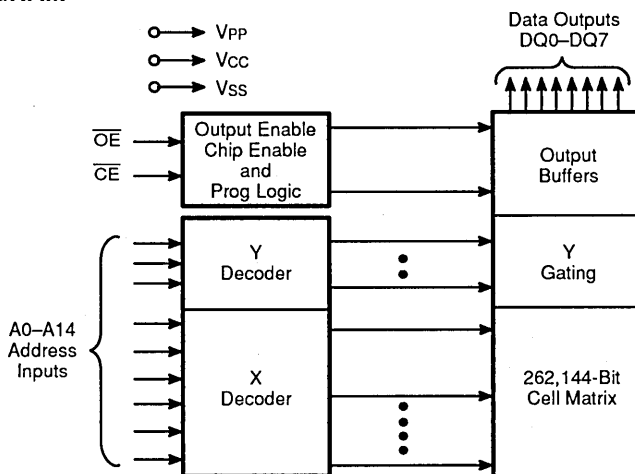 Data Outputs
DQ0–DQ7
VPP
VCC
VSS
OE
CE
Output Enable
Chip Enable
and
Prog Logic
Output
Buffers
Y
Decoder
Y
Gating
A0–A14
Address
Inputs
X
Decoder
262,144-Bit
Cell Matrix